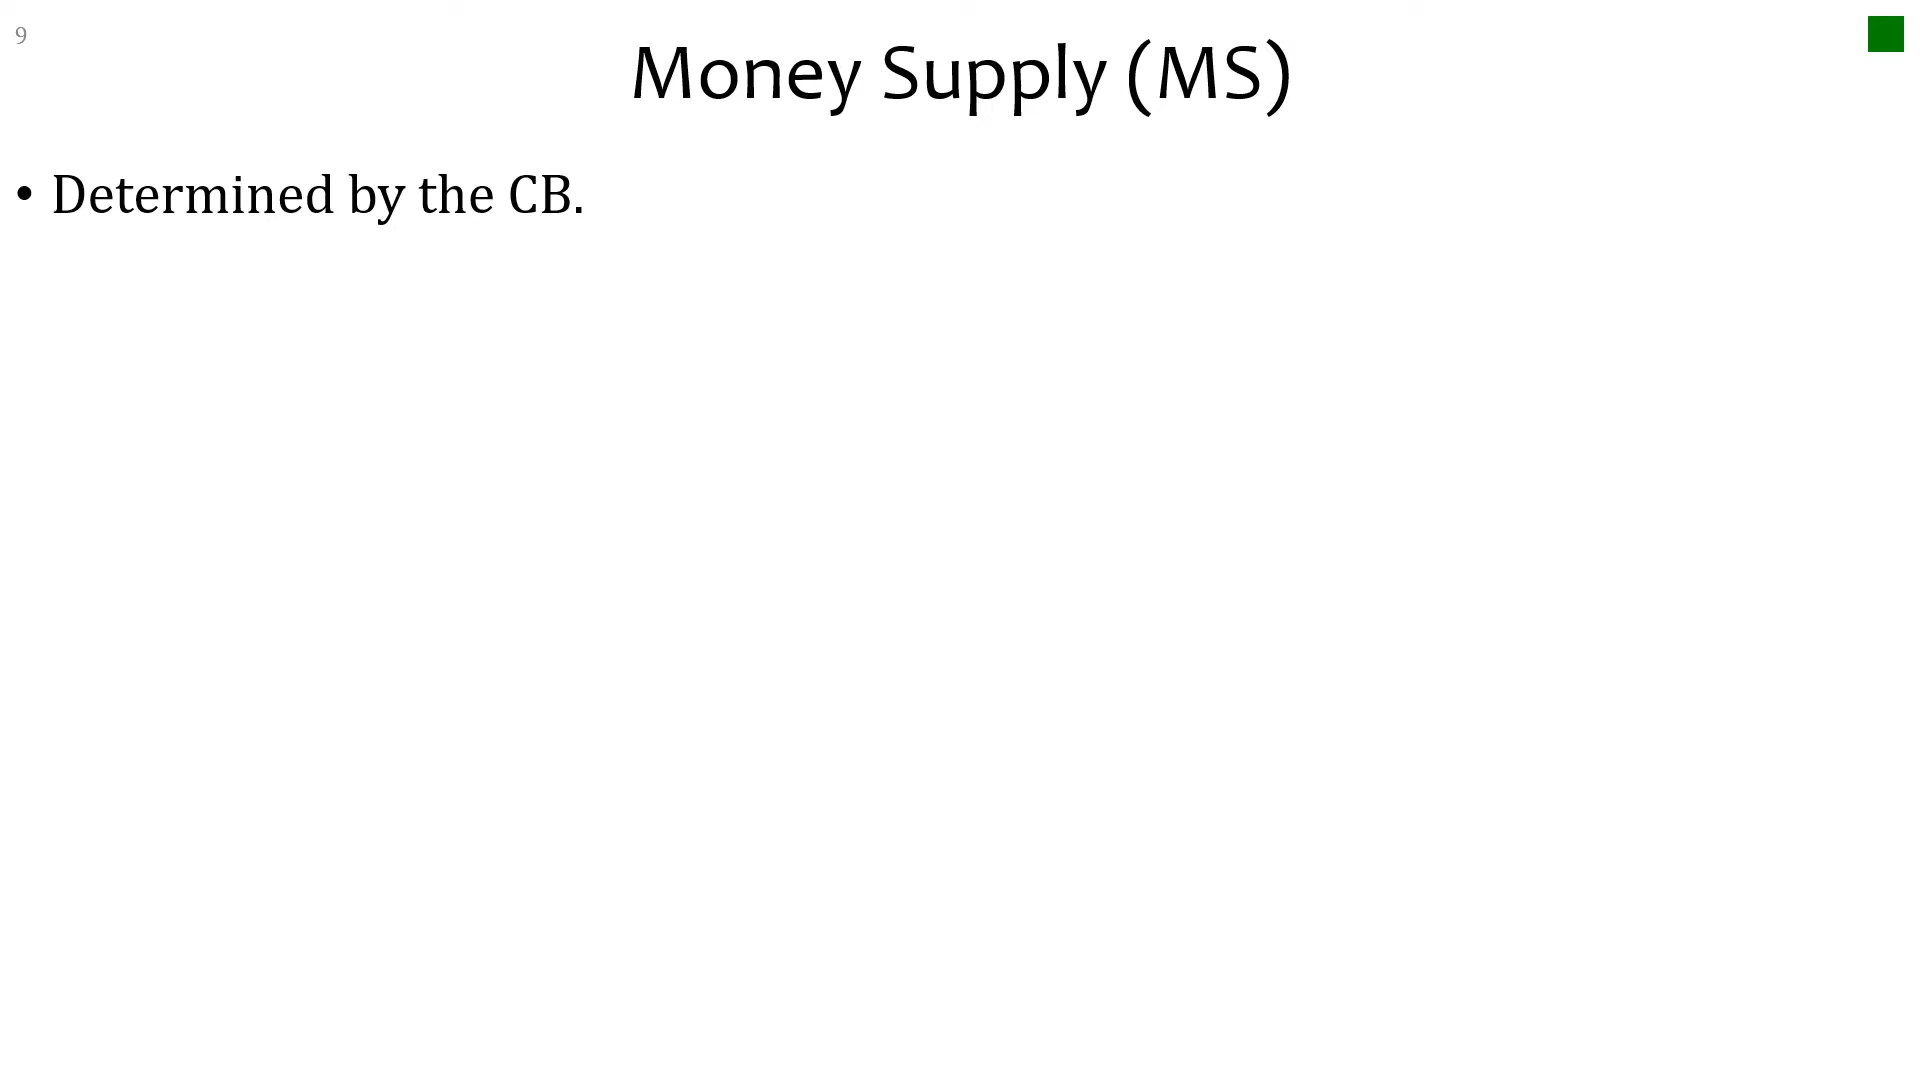 9
Money Supply (MS)
• Determined by the CB.